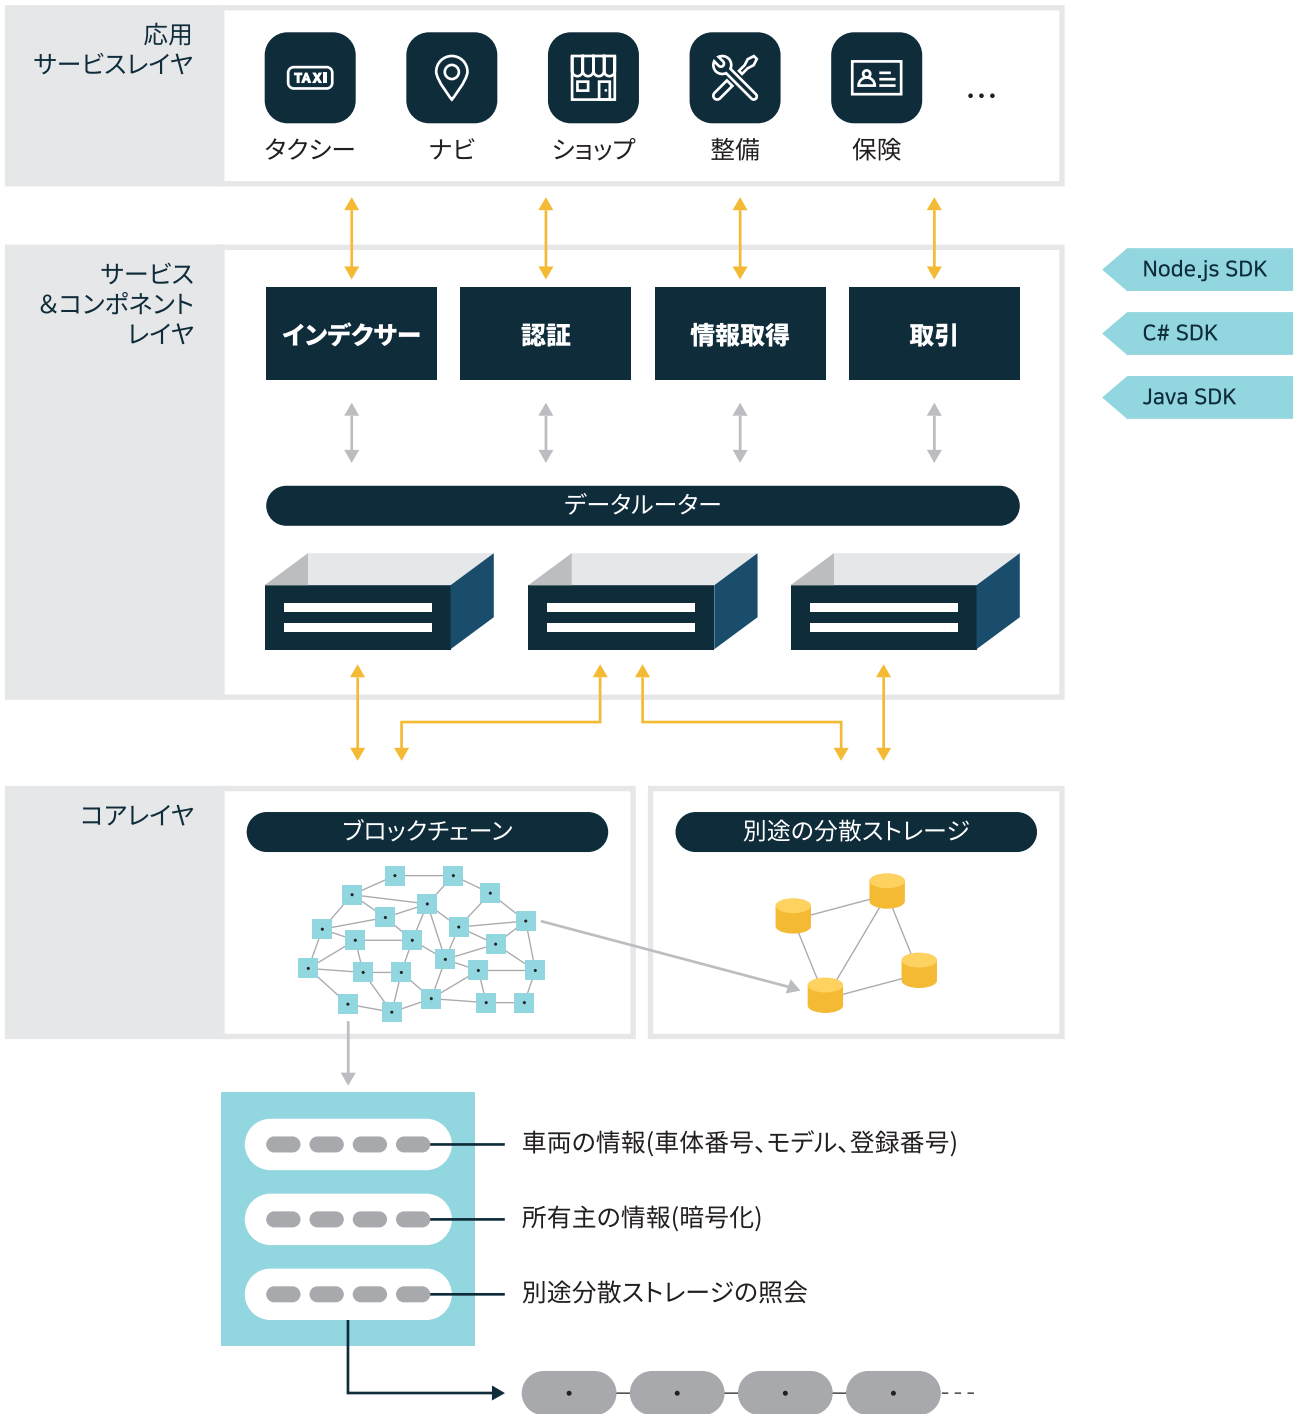 応用
サービスレイヤ
TAXI
タクシー
ナビ
ショップ
整備
保険
...
サービス
&コンポネント
レイヤ
インデクサー
認証
情報取得
取引
Node.js SDK
C# SDK
Java SDK
データルーター
コアレイヤ
ブロックチェーン
別途の分散ストレージ
車両の情報(車体番号、モデル、登録番号)
所有主の情報(暗号化)
別途分散ストレージの照会